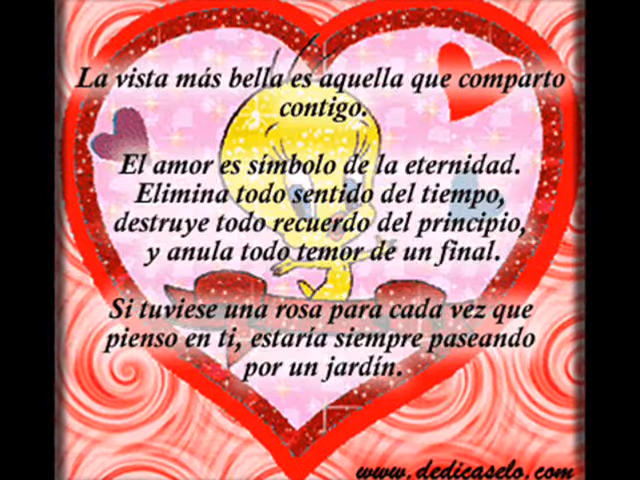 La vista más bella es aquella que comparto
contigo.
El amor es símbolo de la eternidad.
Elimina todo sentido del tiempo,
destruye todo recuerdo del principio,
y anula todo temor de un final.
Si tuviese una rosa para cada vez que
pienso en ti, estaría siempre paseando
por un jardín.
www.dedicaselo.com